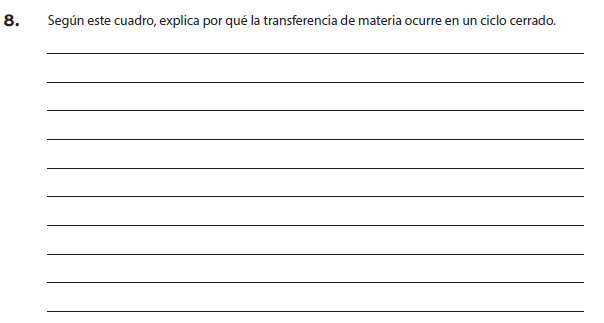 8. Según este cuadro, explica por qué la transferencia de materia ocurre en un ciclo cerrado.